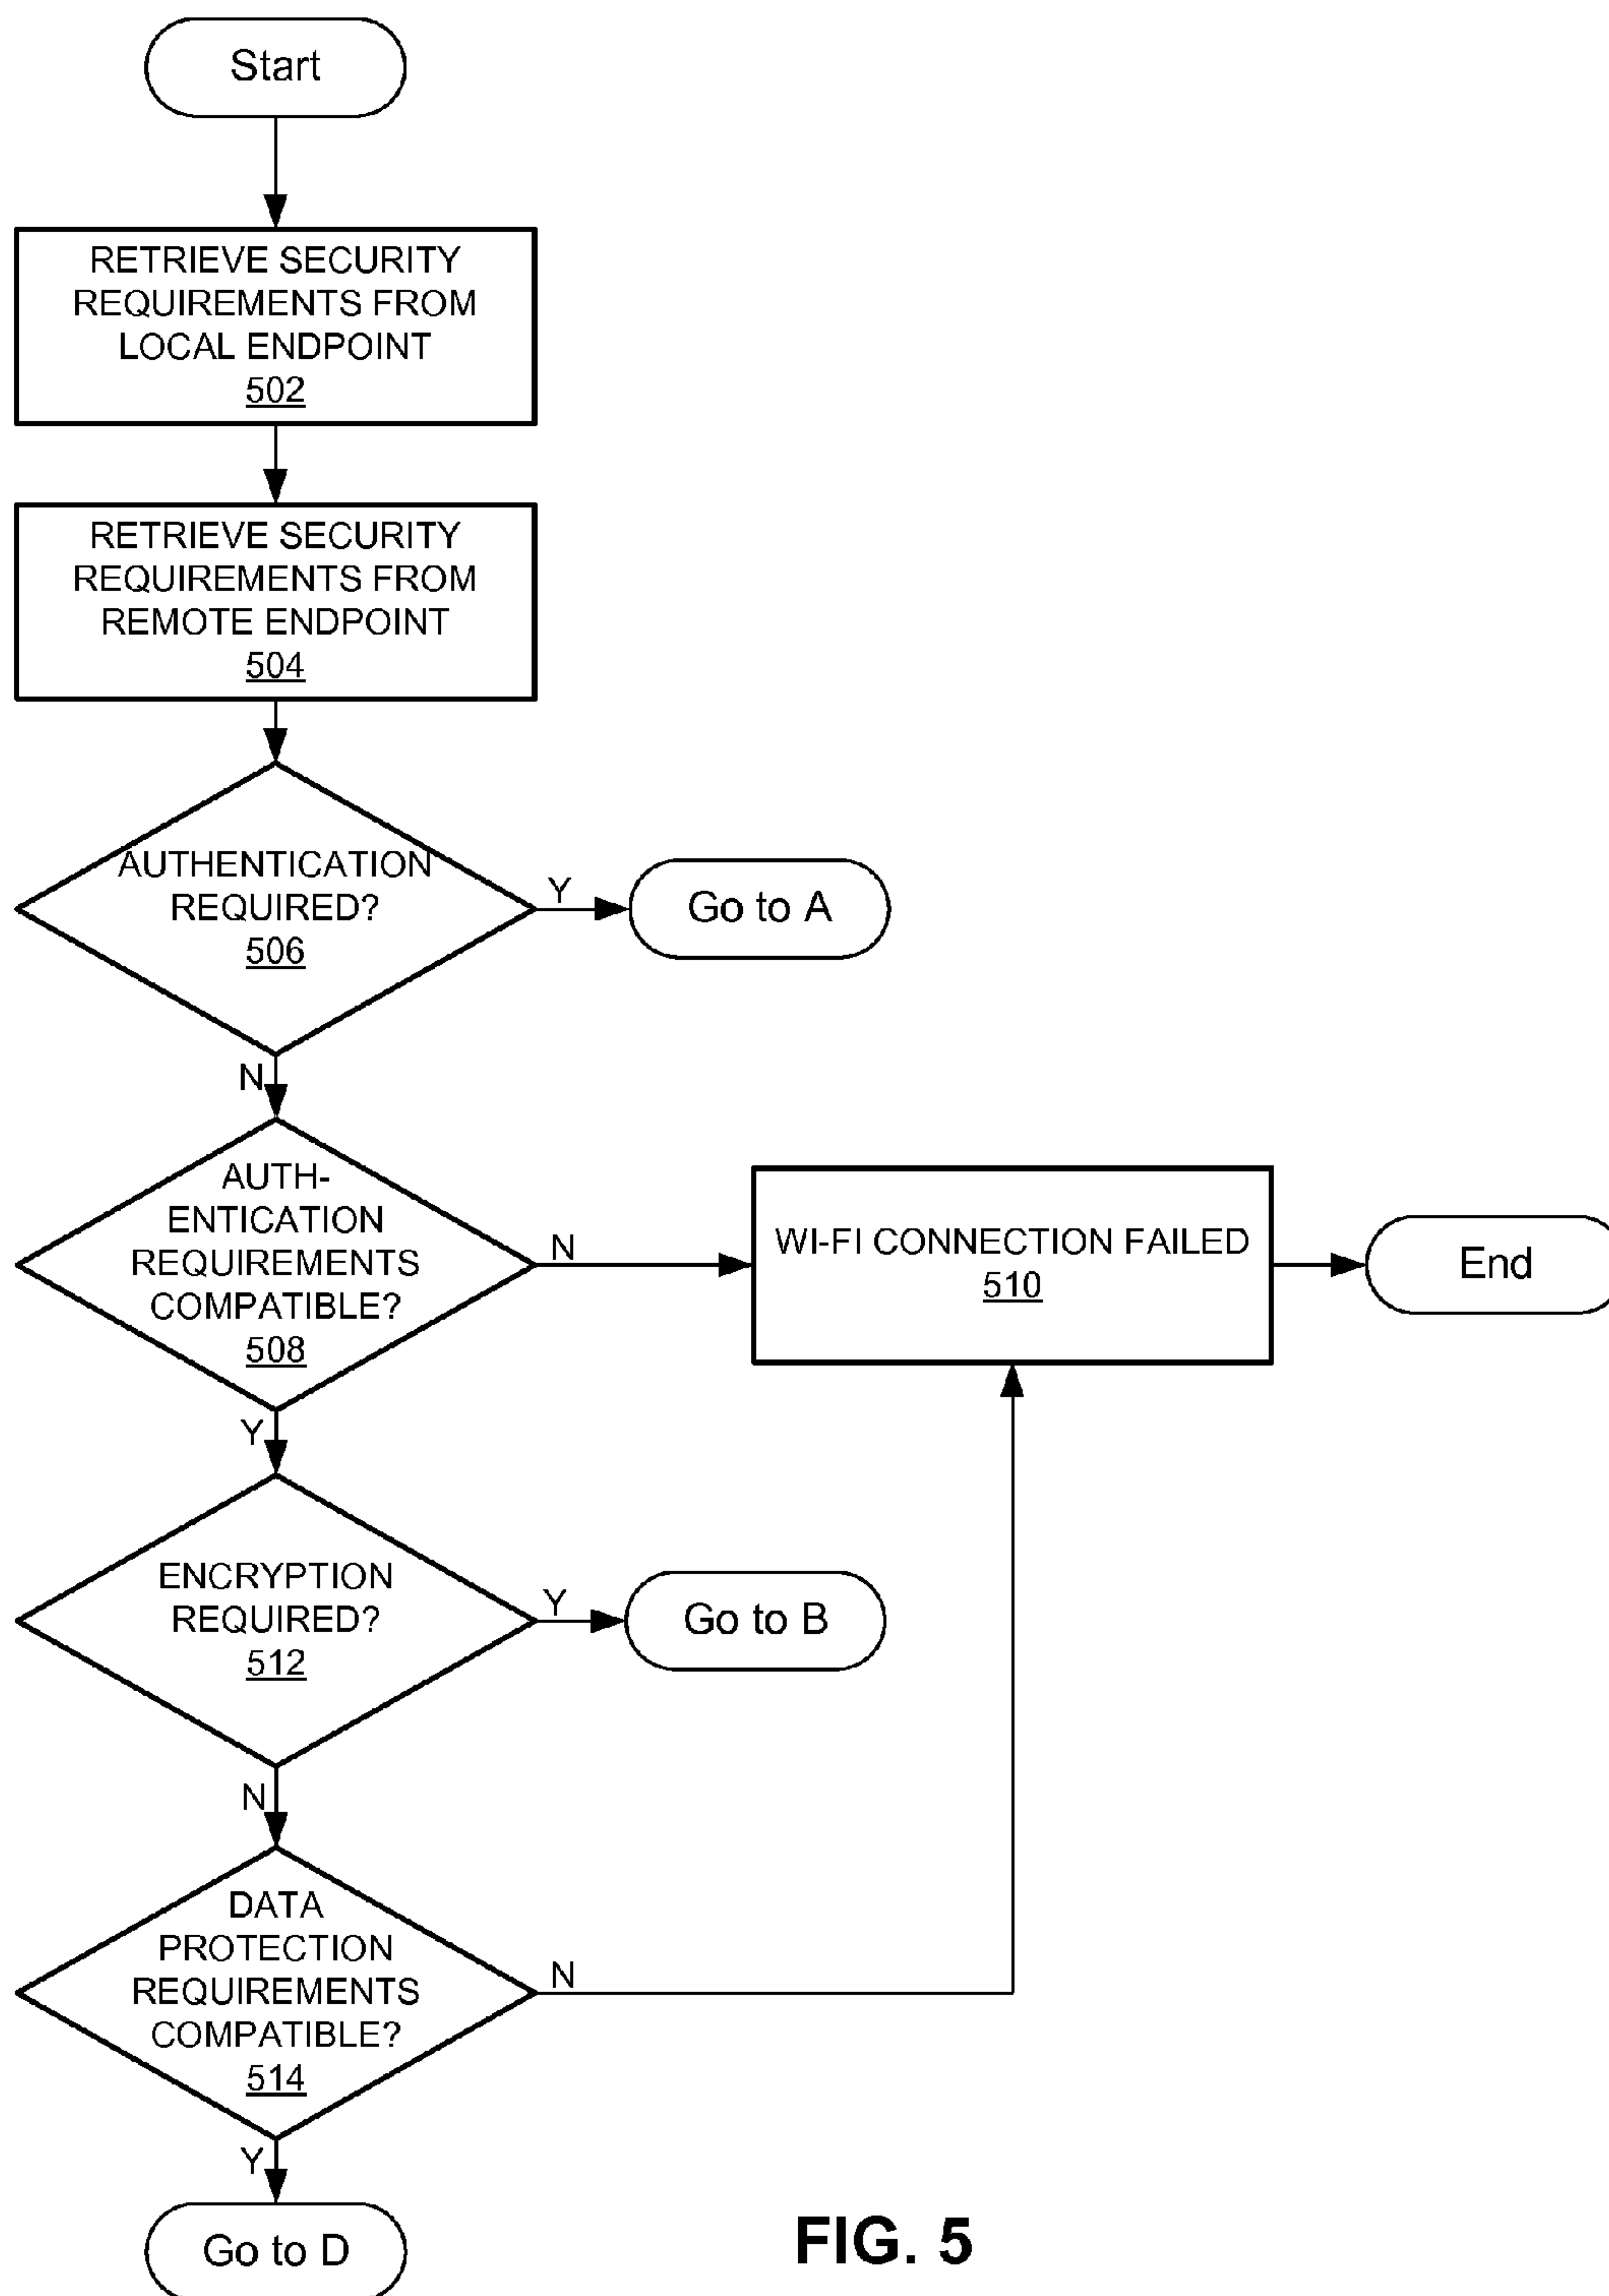 Start
RETRIEVE SECURITY
REQUIREMENTS FROM
LOCAL ENDPOINT
502
RETRIEVE SECURITY
REQUIREMENTS FROM
REMOTE ENDPOINT
504
AUTHENTICATION
REQUIRED?
506
Y
Go to A
N
AUTH-
ENTICATION
REQUIREMENTS
COMPATIBLE?
508
N
WI-FI CONNECTION FAILED
510
End
Y
ENCRYPTION
REQUIRED?
512
Y
Go to B
N
DATA
PROTECTION
REQUIREMENTS
COMPATIBLE?
514
N
Y
Go to D
FIG. 5